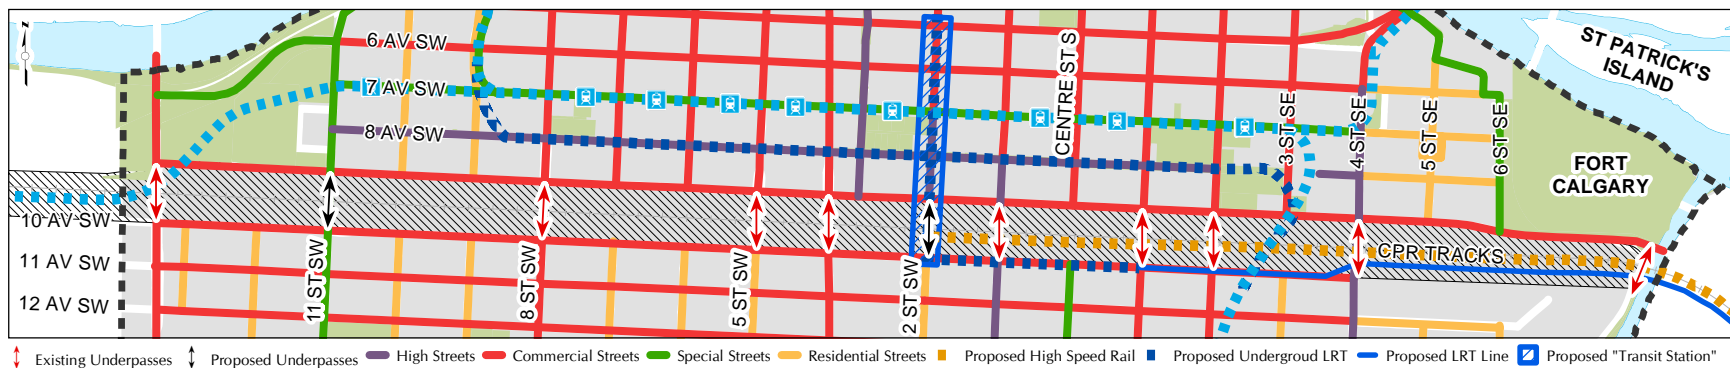 6 AV SW
7 AV SW
8 AV SW
10 AV SW
11 AV SW
12 AV SW
11 ST SW
8 ST SW
5 ST SW
2 ST SW
CENTRE ST S
3 ST SE
4 ST SE
5 ST SE
6 ST SE
ST PATRICK'S
ISLAND
FORT
CALGARY
CPR TRACKS
Existing Underpasses
Proposed Underpasses
High Streets
Commercial Streets
Special Streets
Residential Streets
Proposed High Speed Rail
Proposed Undergroud LRT
Proposed LRT Line
Proposed "Transit Station"